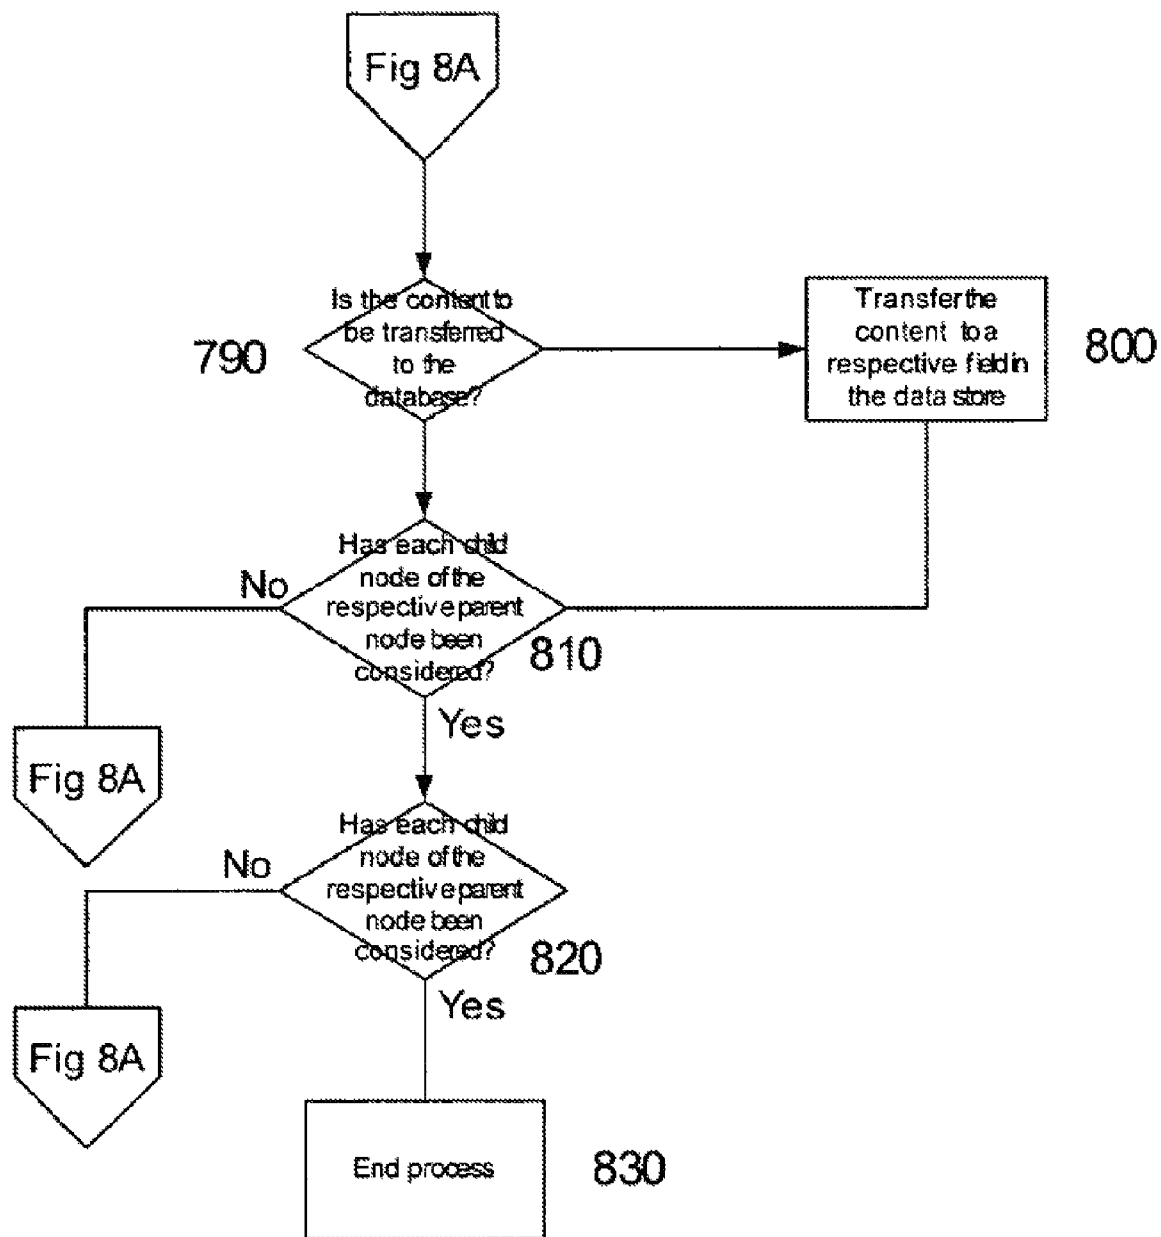 Fig 8A
Is the content to
be transferred
to the
database?
790
Transfer the
content to a
respective field in
the data store
800
Has each child
node of the
respective parent
node been
considered?
No
810
Yes
Fig 8A
Has each child
node of the
respective parent
node been
considered?
No
820
Yes
Fig 8A
End process
830